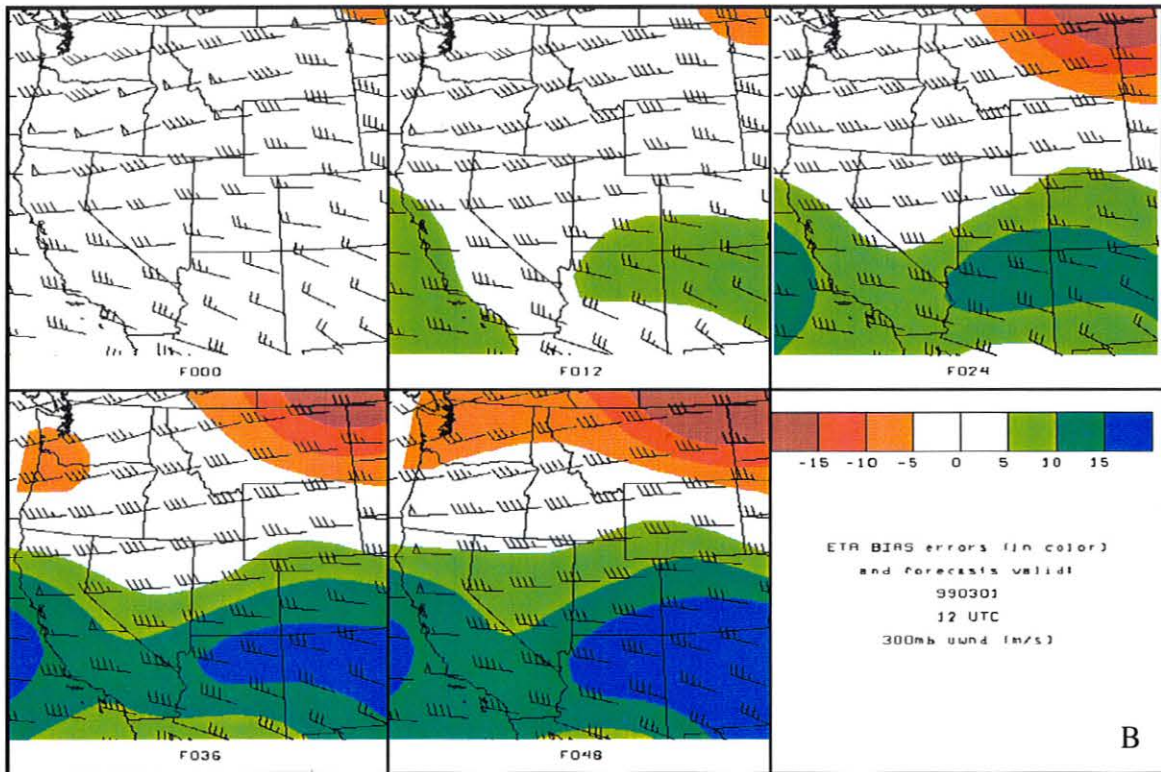 F000
F012
F024
F036
F048
-15 -10 -5 0 5 10 15
ETA BIAS errors (in color)
and forecasts valid:
990301
12 UTC
300mb uwnd (m/s)
B